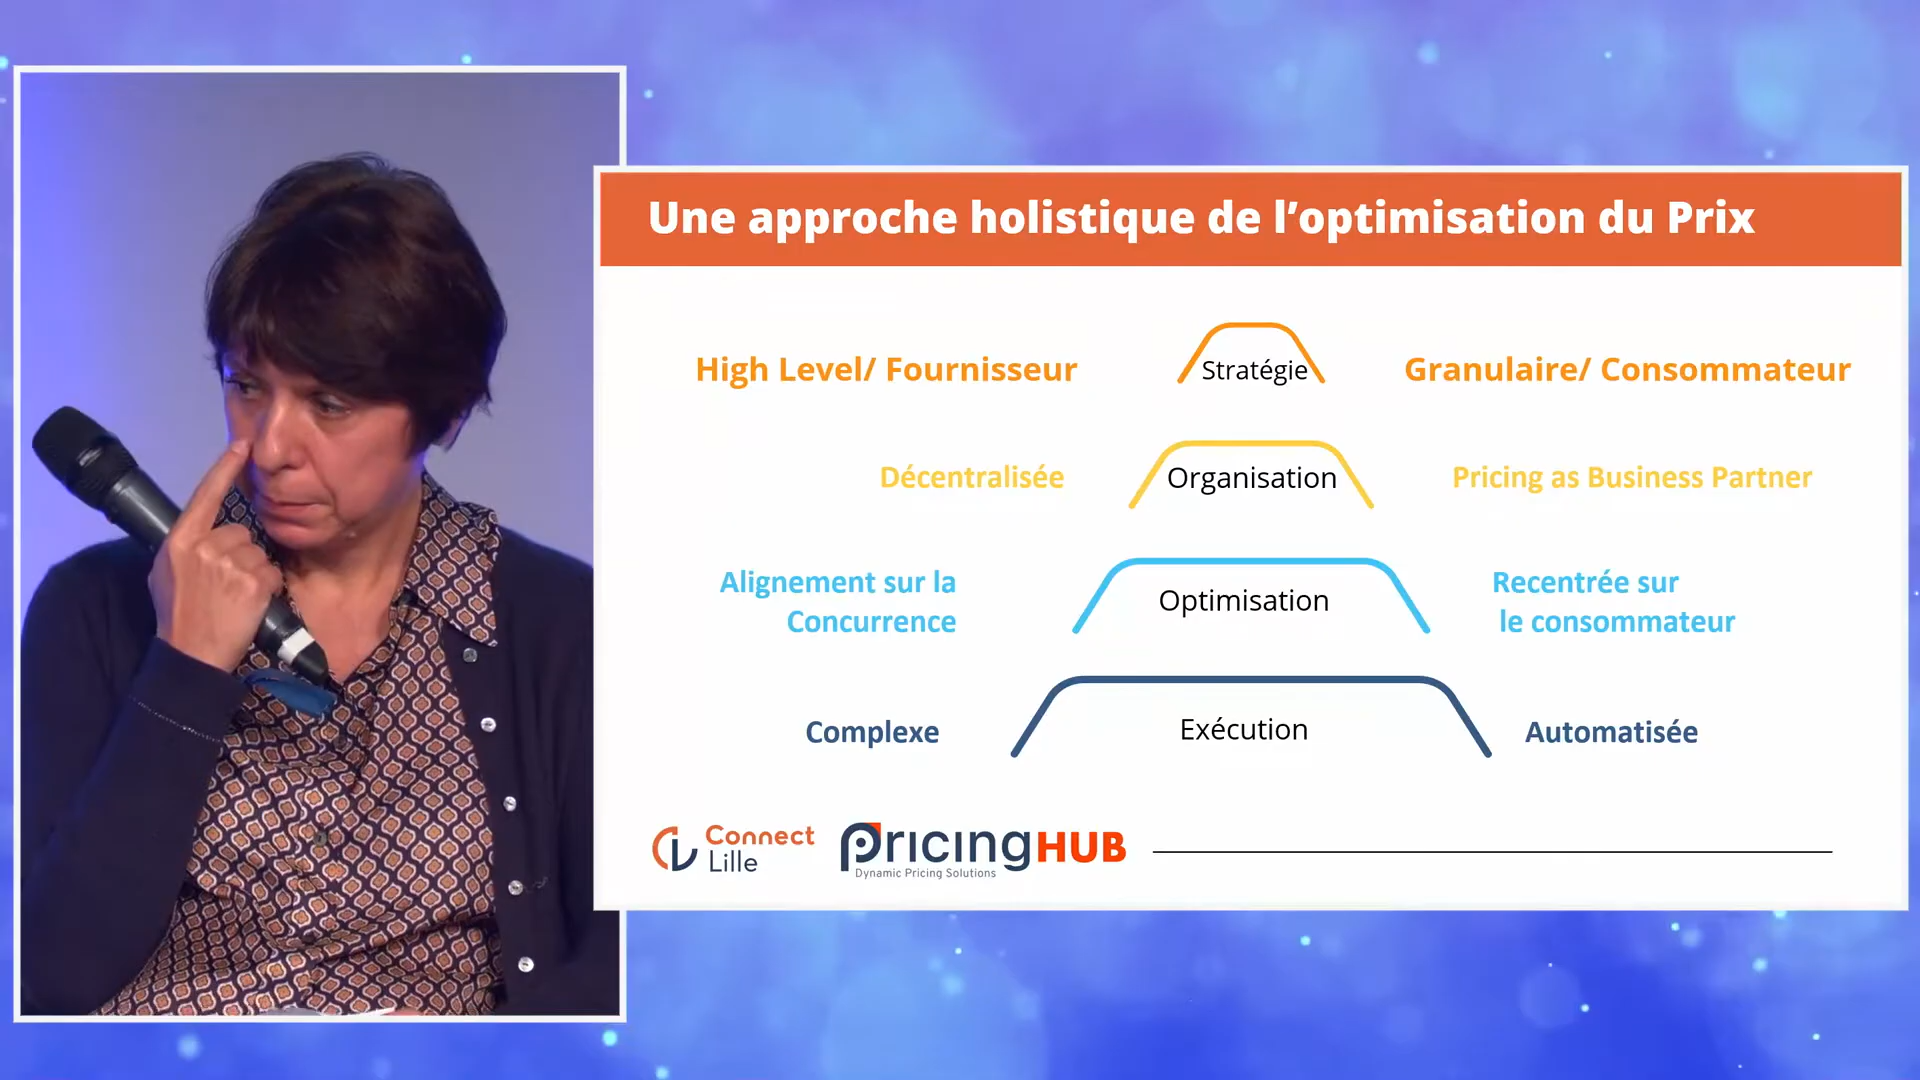 Une approche holistique de l’optimisation du Prix
High Level/ Fournisseur
Stratégie
Granulaire/ Consommateur
Décentralisée
Organisation
Pricing as Business Partner
Alignement sur la
Concurrence
Optimisation
Recentrée sur
le consommateur
Complexe
Exécution
Automatisée
Connect
Lille
PricingHUB
Dynamic Pricing Solutions